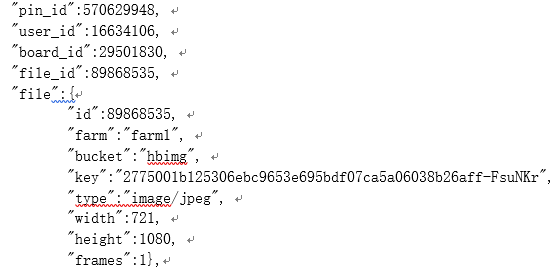 "pin_id":570629948,
"user_id":16634106,
"board_id":29501830,
"file_id":89868535,
"file":{
"id":89868535,
"farm":"farm1",
"bucket":"hbimg",
"key":"2775001b125306ebc9653e695bdf07ca5a06038b26aff-FsuNKr",
"type":"image/jpeg",
"width":721,
"height":1080,
"frames":1},